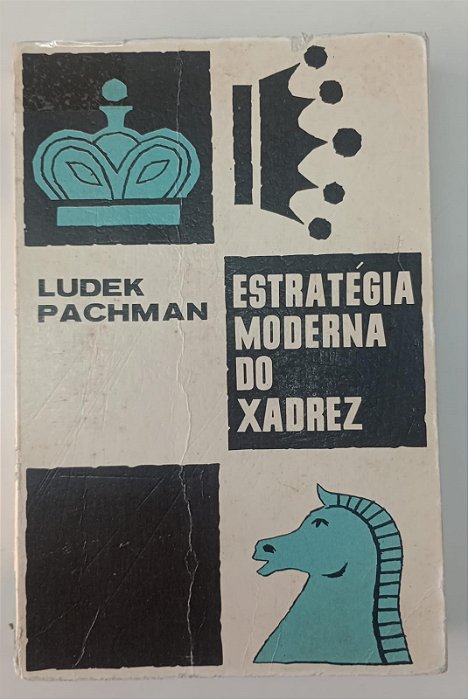 LUDEK
PACHMAN
ESTRATÉGIA
MODERNA
DO
XADREZ